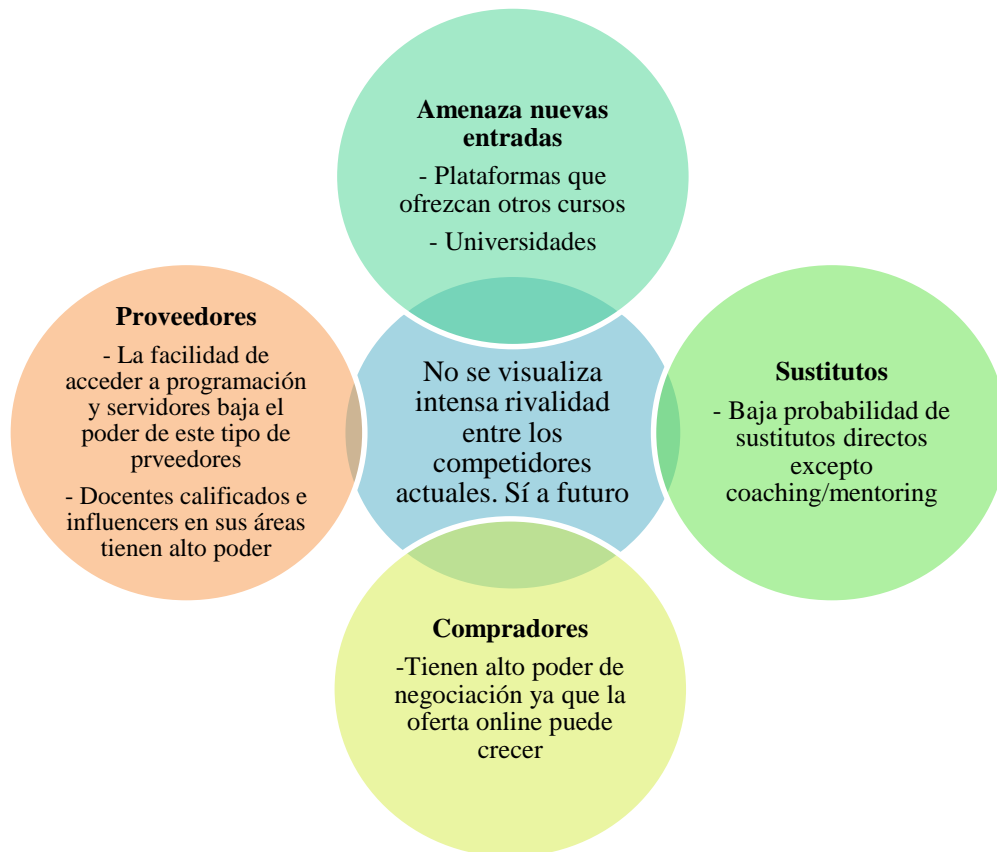 Amenaza nuevas
entradas
- Plataformas que
ofrezcan otros cursos
- Universidades
Proveedores
- La facilidad de
acceder a programación
y servidores baja el
poder de este tipo de
prveedores
- Docentes calificados e
influencers en sus áreas
tienen alto poder
No se visualiza
intensa rivalidad
entre los
competidores
actuales. Sí a futuro
Sustitutos
- Baja probabilidad de
sustitutos directos
excepto
coaching/mentoring
Compradores
-Tienen alto poder de
negociación ya que la
oferta online puede
crecer